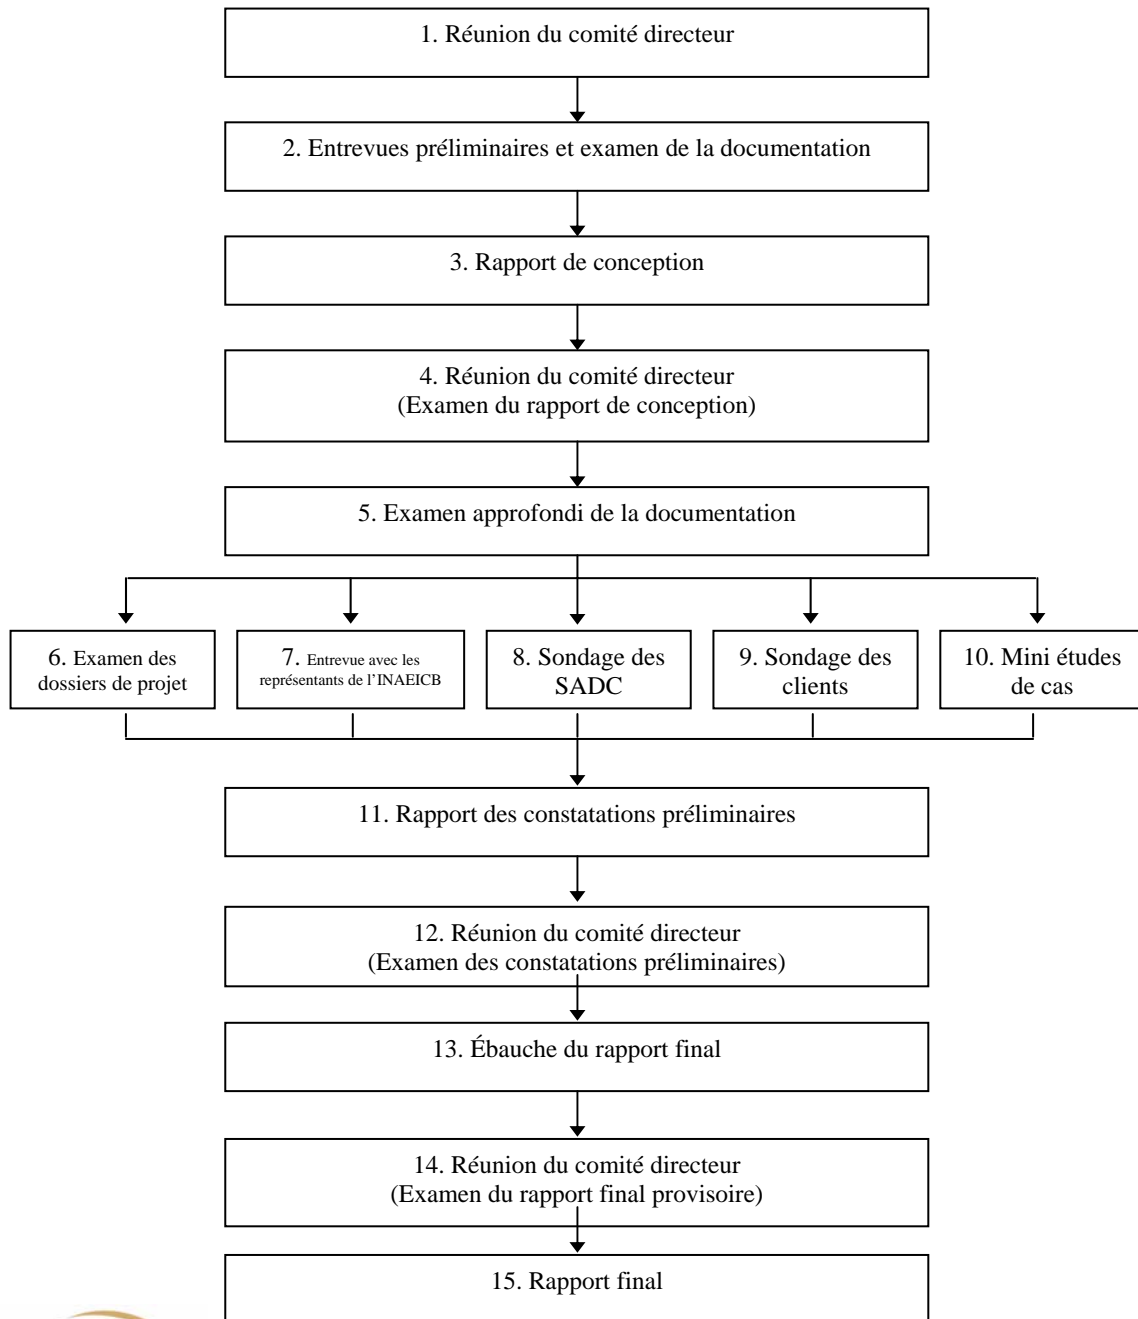 1. Réunion du comité directeur
2. Entrevues préliminaires et examen de la documentation
3. Rapport de conception
4. Réunion du comité directeur
(Examen du rapport de conception)
5. Examen approfondi de la documentation
6. Examen des
dossiers de projet
7. Entrevue avec les
représentants de l’INAEICB
8. Sondage des
SADC
9. Sondage des
clients
10. Mini études
de cas
11. Rapport des constatations préliminaires
12. Réunion du comité directeur
(Examen des constatations préliminaires)
13. Ébauche du rapport final
14. Réunion du comité directeur
(Examen du rapport final provisoire)
15. Rapport final